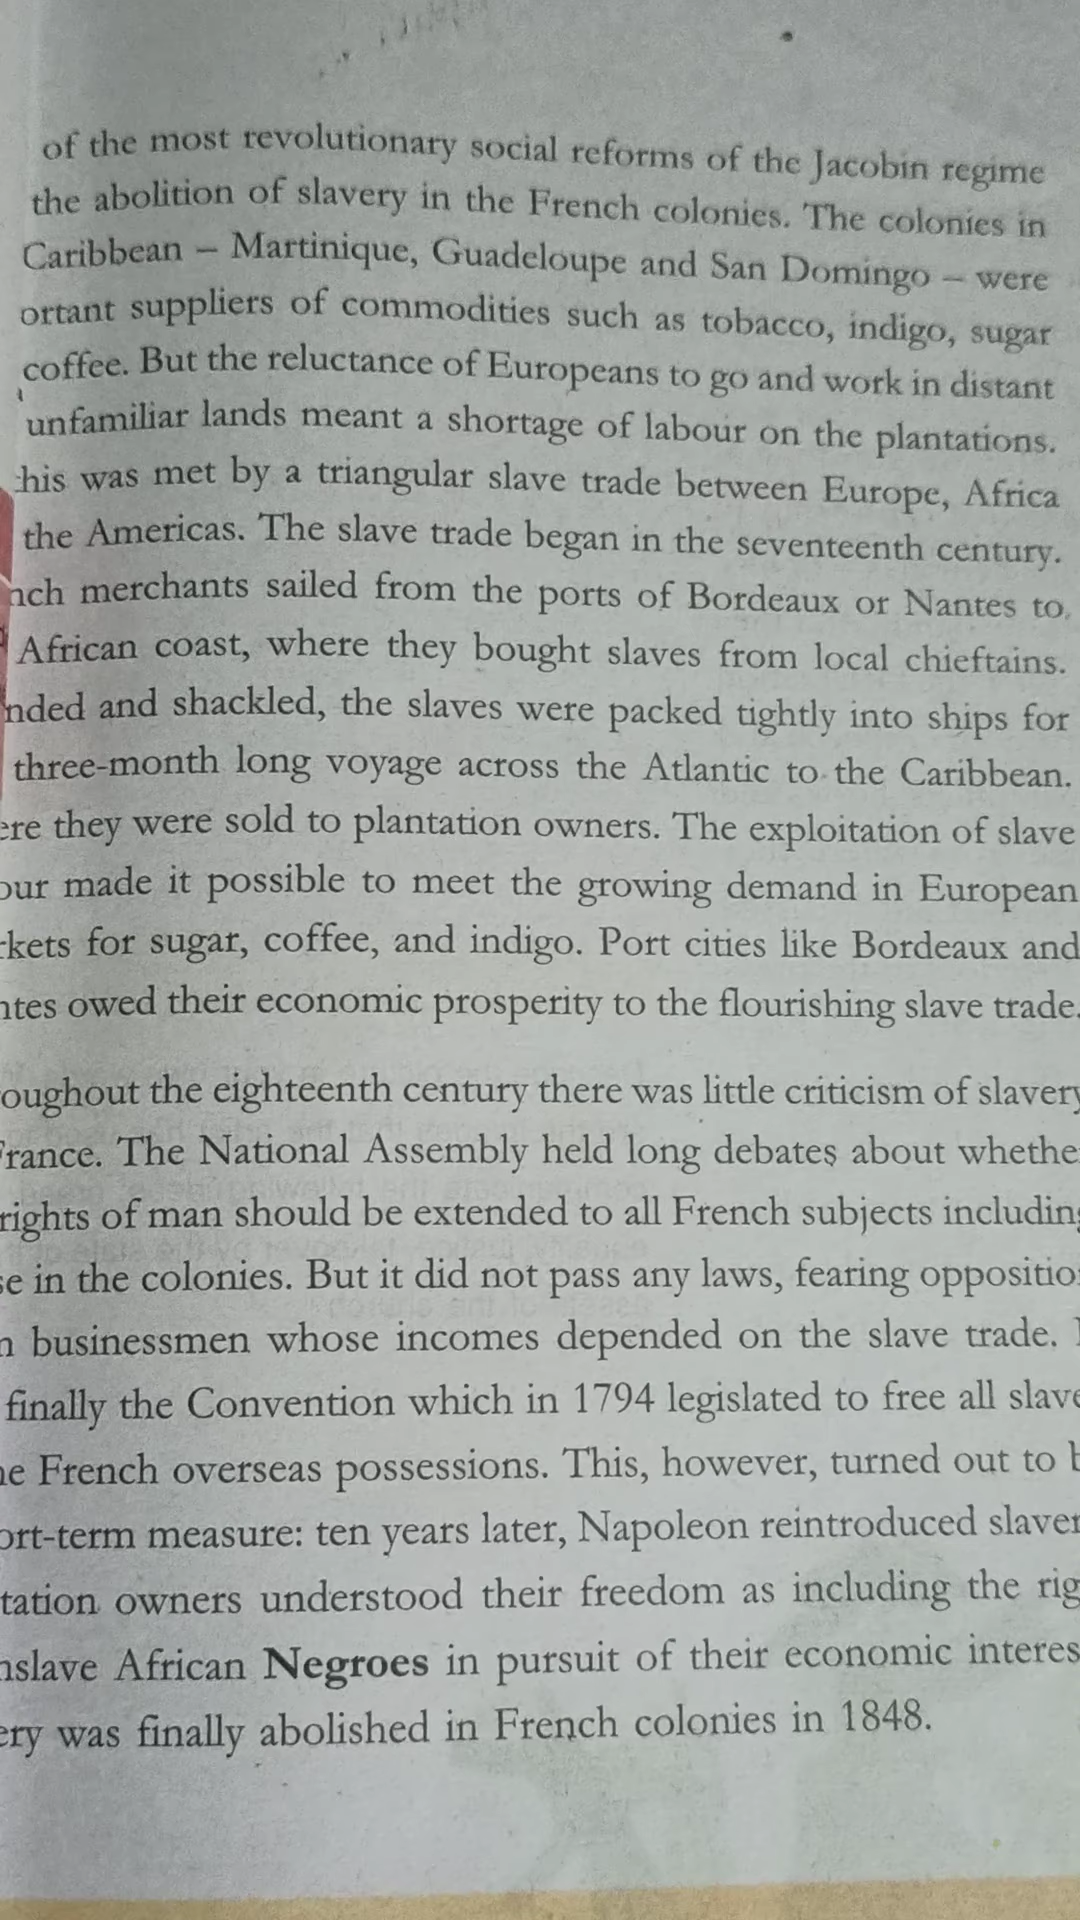 of the most revolutionary social reforms of the Jacobin regime
the abolition of slavery in the French colonies. The colonies in
Caribbean – Martinique, Guadeloupe and San Domingo – were
ortant suppliers of commodities such as tobacco, indigo, sugar
coffee. But the reluctance of Europeans to go and work in distant
unfamiliar lands meant a shortage of labour on the plantations.
his was met by a triangular slave trade between Europe, Africa
the Americas. The slave trade began in the seventeenth century.
nch merchants sailed from the ports of Bordeaux or Nantes to
African coast, where they bought slaves from local chieftains.
nded and shackled, the slaves were packed tightly into ships for
three-month long voyage across the Atlantic to the Caribbean.
ere they were sold to plantation owners. The exploitation of slave
our made it possible to meet the growing demand in European
rkets for sugar, coffee, and indigo. Port cities like Bordeaux and
ntes owed their economic prosperity to the flourishing slave trade.
roughout the eighteenth century there was little criticism of slavery
France. The National Assembly held long debates about whethe
rights of man should be extended to all French subjects including
se in the colonies. But it did not pass any laws, fearing oppositio
n businessmen whose incomes depended on the slave trade.
finally the Convention which in 1794 legislated to free all slave
he French overseas possessions. This, however, turned out to b
ort-term measure: ten years later, Napoleon reintroduced slaver
tation owners understood their freedom as including the rig
nslave African Negroes in pursuit of their economic interes
ery was finally abolished in French colonies in 1848.